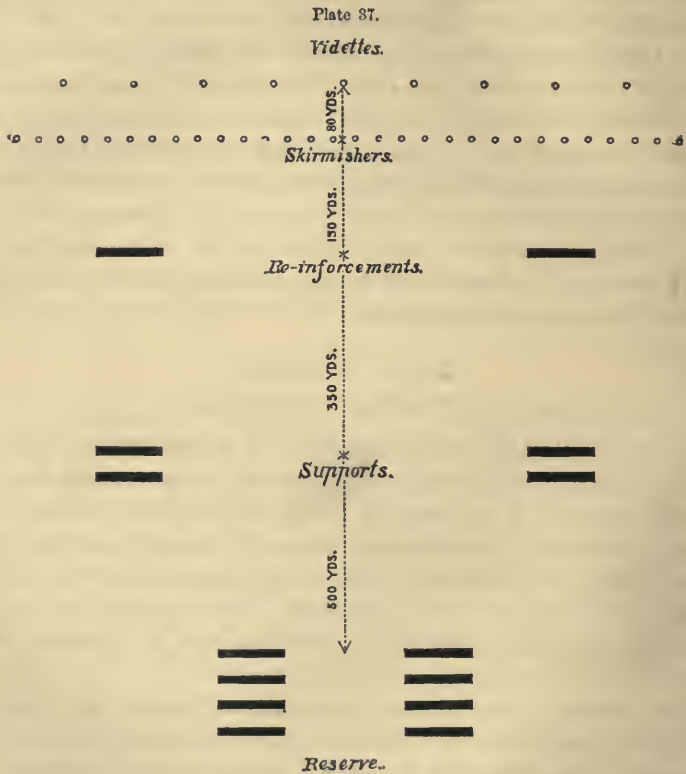 Plate 37.
Videttes.
80 YDS.
Skirmishers.
150 YDS.
Re-inforcements.
350 YDS.
Supports.
500 YDS.
Reserve.